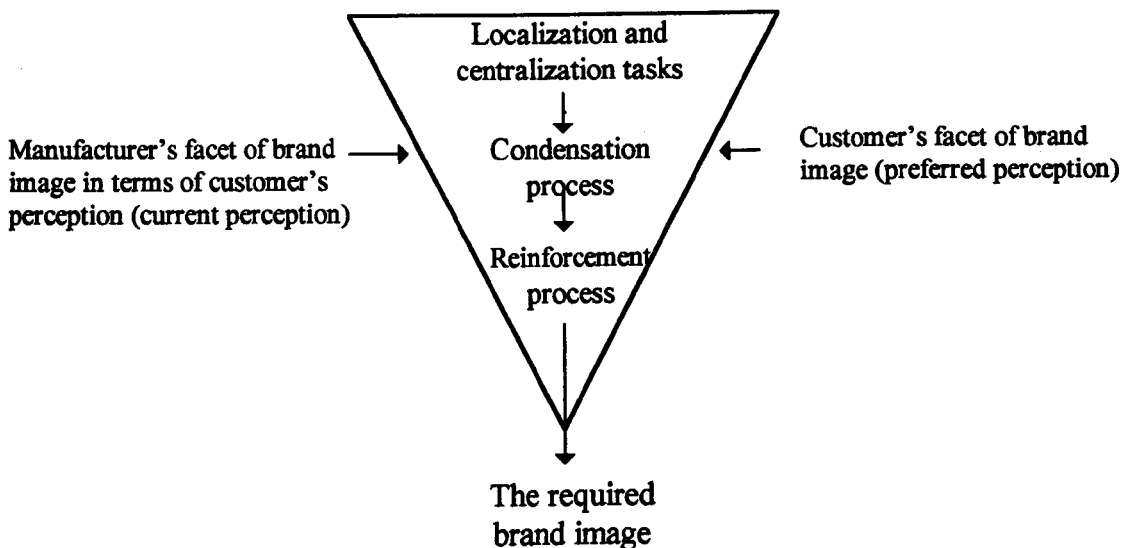 Localization and
centralization tasks
Manufacturer's facet of brand
image in terms of customer's
perception (current perception)
Condensation
process
Customer's facet of brand
image (preferred perception)
Reinforcement
process
The required
brand image